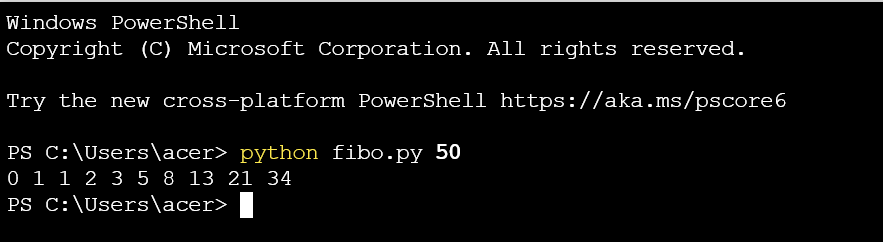 Windows PowerShell
Copyright (C) Microsoft Corporation. All rights reserved.
Try the new cross-platform PowerShell https://aka.ms/pscore6
PS C:\Users\acer> python fibo.py 50
0 1 1 2 3 5 8 13 21 34
PS C:\Users\acer>